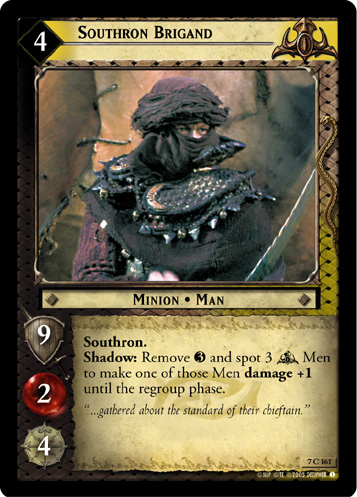 4 Southron Brigand
Minion • Man
9
Southron.
Shadow: Remove 3 and spot 3 Men
to make one of those Men damage +1
until the regroup phase.
2
"...gathered about the standard of their chieftain."
4
7 C 161